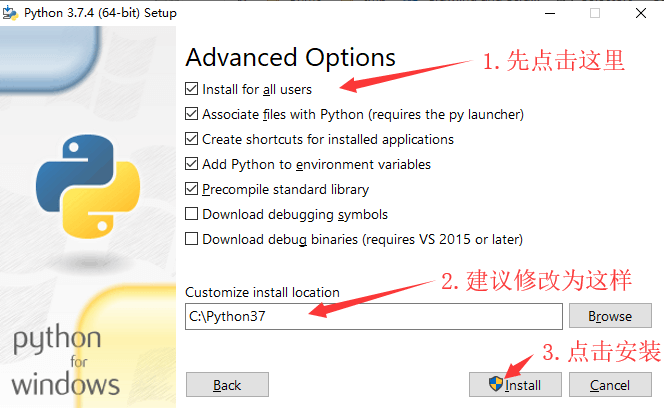 Python 3.7.4 (64-bit) Setup
Advanced Options
1.先点击这里
Install for all users
Associate files with Python (requires the py launcher)
Create shortcuts for installed applications
Add Python to environment variables
Precompile standard library
Download debugging symbols
Download debug binaries (requires VS 2015 or later)
2.建议修改为这样
Customize install location
C:\Python37
Browse
python
for
windows
3.点击安装
Back
Install
Cancel